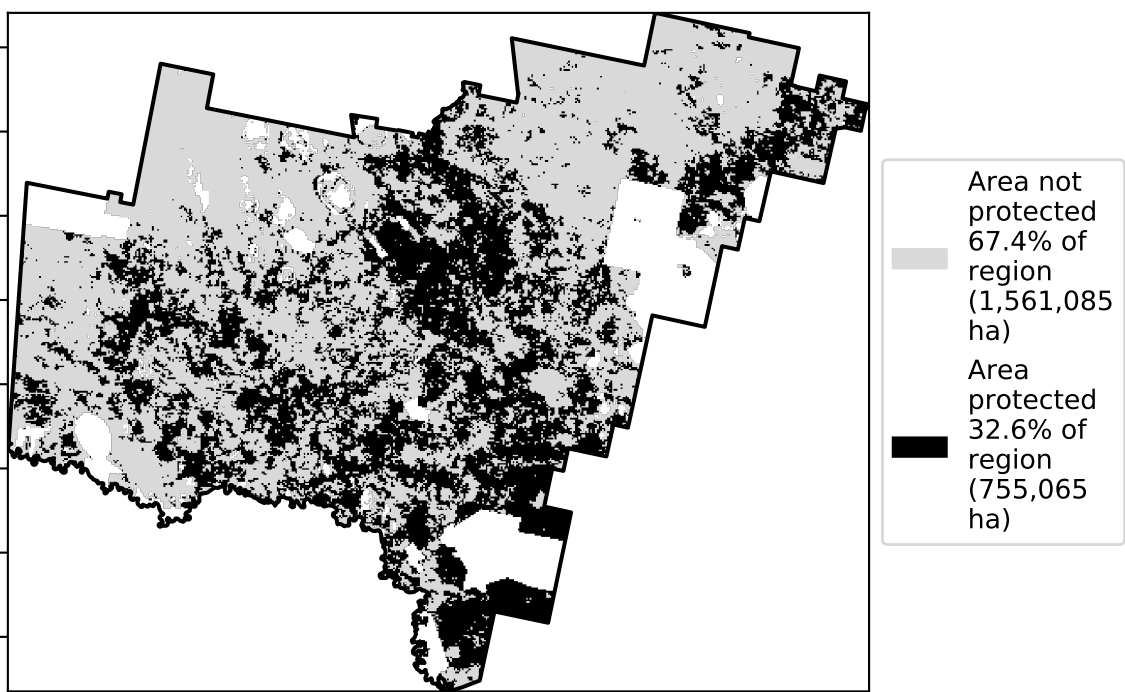 Area not
protected
67.4% of
region
(1,561,085
ha)
Area
protected
32.6% of
region
(755,065
ha)